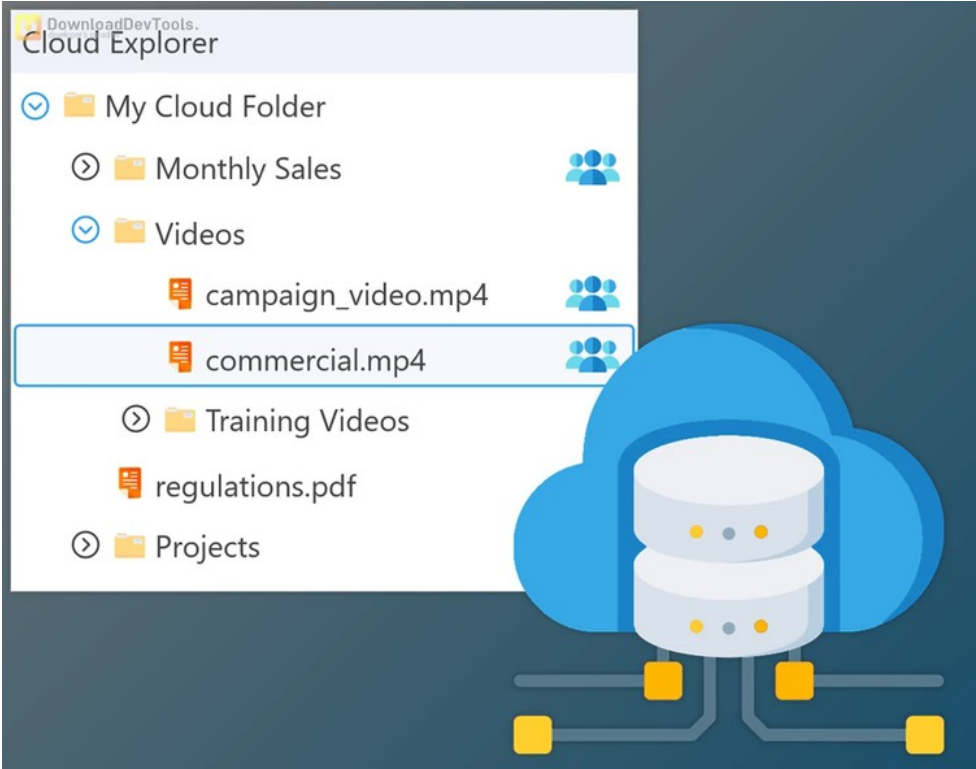 DownloadDevTools.
Cloud Explorer
My Cloud Folder
Monthly Sales
Videos
campaign_video.mp4
commercial.mp4
Training Videos
regulations.pdf
Projects